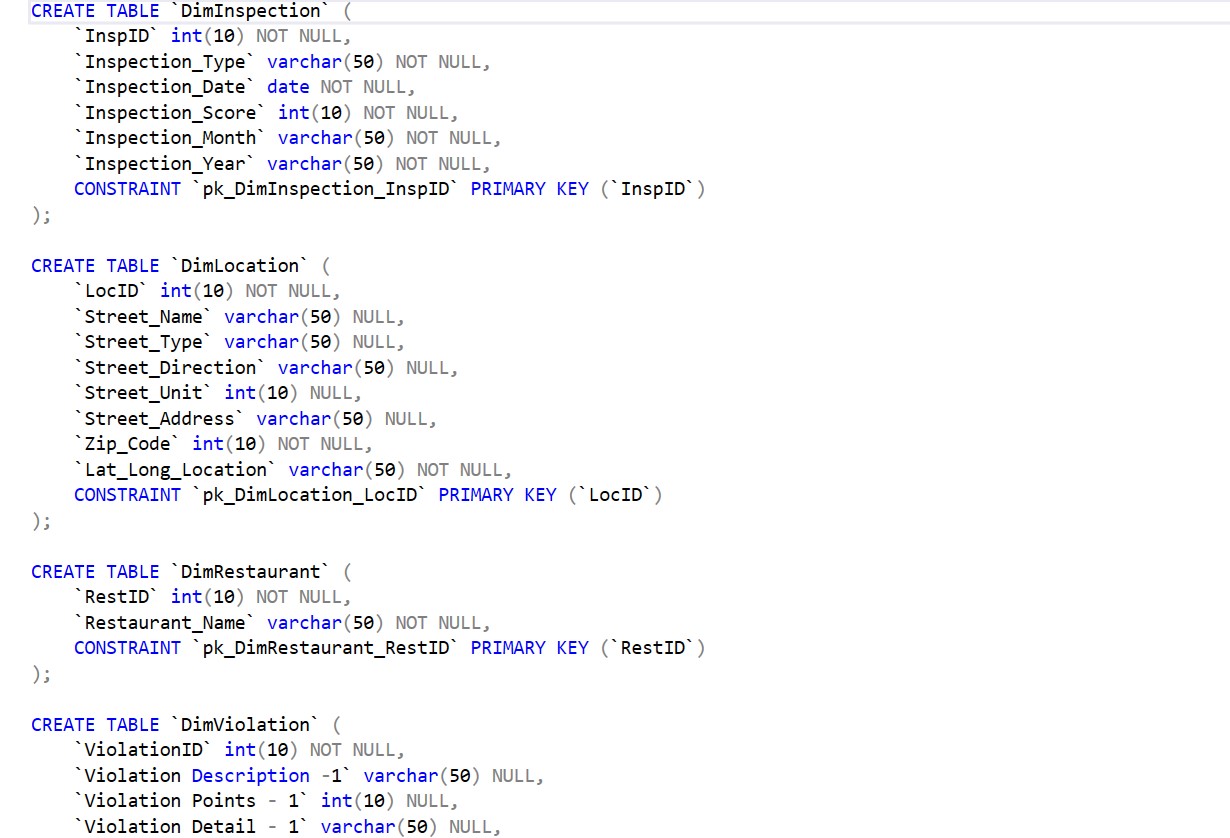 CREATE TABLE `DimInspection` (
`InspID` int(10) NOT NULL,
`Inspection_Type` varchar(50) NOT NULL,
`Inspection_Date` date NOT NULL,
`Inspection_Score` int(10) NOT NULL,
`Inspection_Month` varchar(50) NOT NULL,
`Inspection_Year` varchar(50) NOT NULL,
CONSTRAINT `pk_DimInspection_InspID` PRIMARY KEY (`InspID`)
);
CREATE TABLE `DimLocation` (
`LocID` int(10) NOT NULL,
`Street_Name` varchar(50) NULL,
`Street_Type` varchar(50) NULL,
`Street_Direction` varchar(50) NULL,
`Street_Unit` int(10) NULL,
`Street_Address` varchar(50) NULL,
`Zip_Code` int(10) NOT NULL,
`Lat_Long_Location` varchar(50) NOT NULL,
CONSTRAINT `pk_DimLocation_LocID` PRIMARY KEY (`LocID`)
);
CREATE TABLE `DimRestaurant` (
`RestID` int(10) NOT NULL,
`Restaurant_Name` varchar(50) NOT NULL,
CONSTRAINT `pk_DimRestaurant_RestID` PRIMARY KEY (`RestID`)
);
CREATE TABLE `DimViolation` (
`ViolationID` int(10) NOT NULL,
`Violation Description -1` varchar(50) NULL,
`Violation Points - 1` int(10) NULL,
`Violation Detail - 1` varchar(50) NULL,